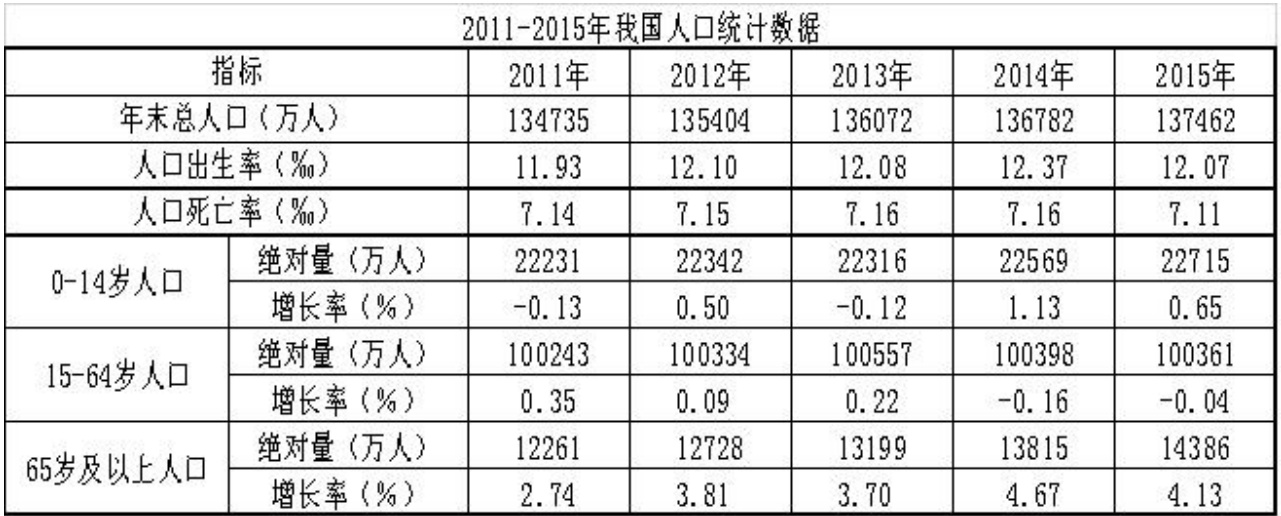 2011-2015年我国人口统计数据
指标 2011年 2012年 2013年 2014年 2015年
年末总人口（万人） 134735 135404 136072 136782 137462
人口出生率（‰） 11.93 12.10 12.08 12.37 12.07
人口死亡率（‰） 7.14 7.15 7.16 7.16 7.11
0-14岁人口 绝对量（万人） 22231 22342 22316 22569 22715
增长率（%） -0.13 0.50 -0.12 1.13 0.65
15-64岁人口 绝对量（万人） 100243 100334 100557 100398 100361
增长率（%） 0.35 0.09 0.22 -0.16 -0.04
65岁及以上人口 绝对量（万人） 12261 12728 13199 13815 14386
增长率（%） 2.74 3.81 3.70 4.67 4.13